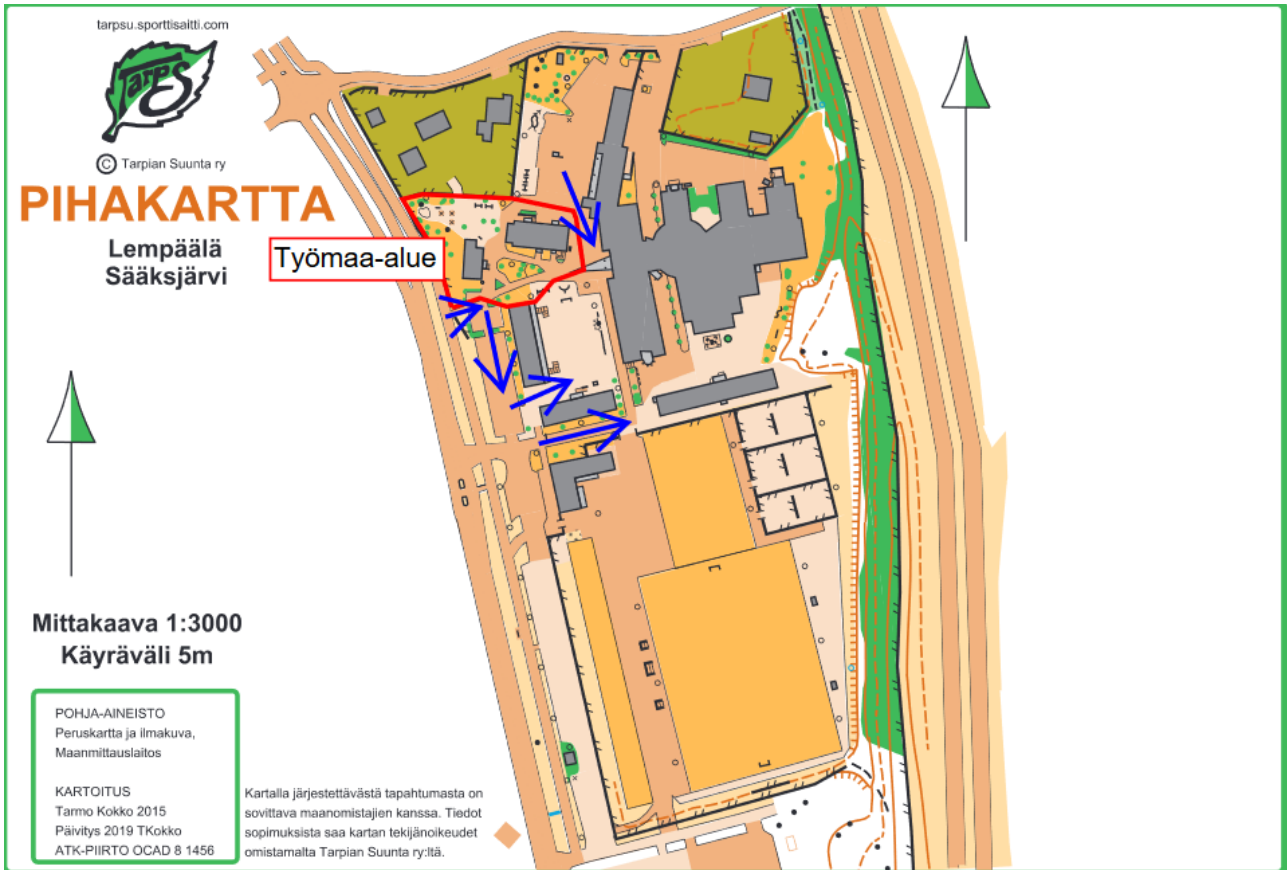 tarpsu.sporttisaitti.com
TarpS
© Tarpian Suunta ry
PIHAKARTTA
Lempäälä
Sääksjärvi
Työmaa-alue
Mittakaava 1:3000
Käyräväli 5m
POHJA-AINEISTO
Peruskartta ja ilmakuva,
Maanmittauslaitos
KARTOITUS
Tarmo Kokko 2015
Päivitys 2019 TKokko
ATK-PIIRTO OCAD 8 1456
Kartalla järjestettävästä tapahtumasta on
sovittava maanomistajien kanssa. Tiedot
sopimuksista saa kartan tekijänoikeudet
omistamalta Tarpian Suunta ry:ltä.